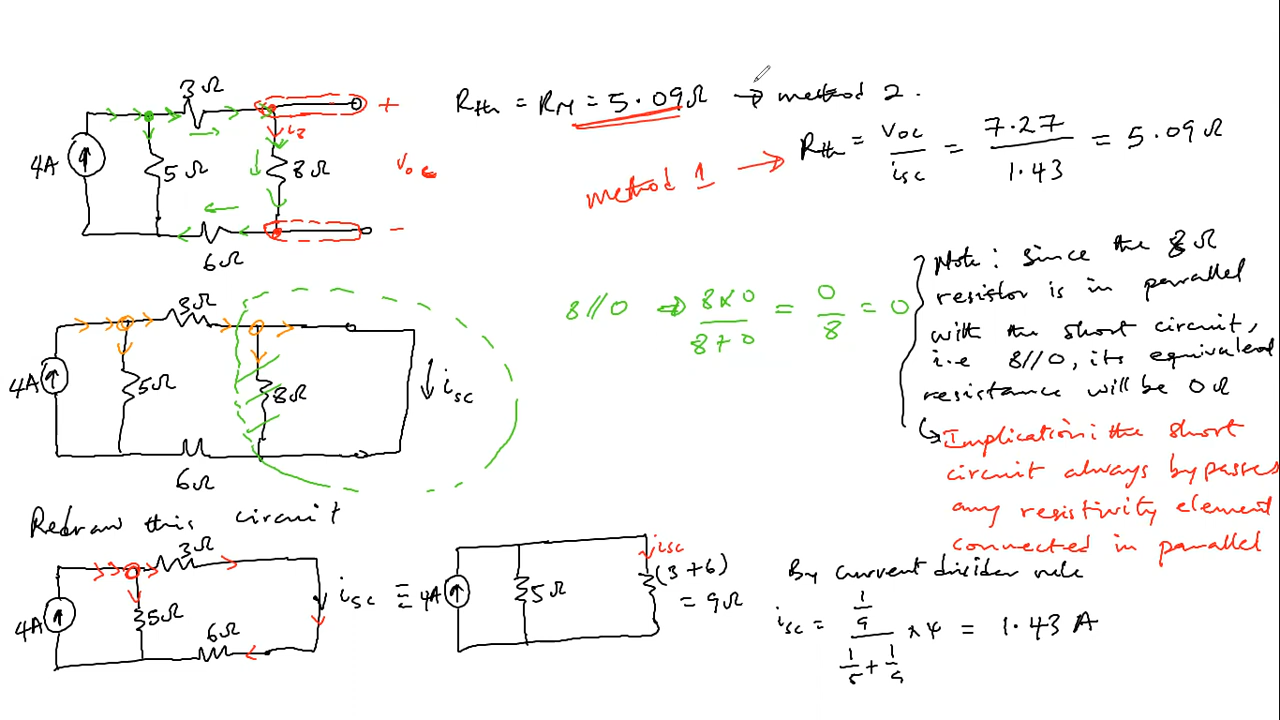 3Ω
4A
5Ω
i₂
8Ω
6Ω
+
Voc
-
Rth = RN = 5.09Ω → method 2.
method 1 → Rth = Voc / isc = 7.27 / 1.43 = 5.09Ω
3Ω
4A
5Ω
8Ω
isc
6Ω
8//0 ⇒ 8×0 / 8+0 = 0 / 8 = 0
Note: Since the 8Ω
resistor is in parallel
with the short circuit,
i.e 8//0, its equivalent
resistance will be 0Ω
↳ Implication: the short
circuit always bypasses
any resistivity element
connected in parallel
Redraw this circuit
3Ω
4A
5Ω
6Ω
isc
≡
4A
5Ω
isc
(3+6)
= 9Ω
By current divider rule
isc = 1/9 / 1/5 + 1/9 × 4 = 1.43 A